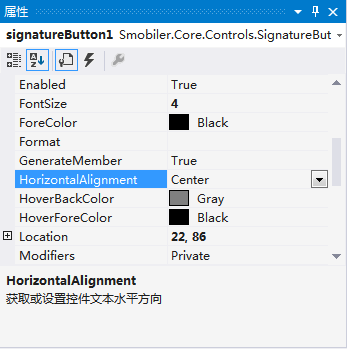 属性
signatureButton1 Smobiler.Core.Controls.SignatureBut
Enabled True
FontSize 4
ForeColor Black
Format
GenerateMember True
HorizontalAlignment Center
HoverBackColor Gray
HoverForeColor Black
Location 22, 86
Modifiers Private
HorizontalAlignment
获取或设置控件文本水平方向